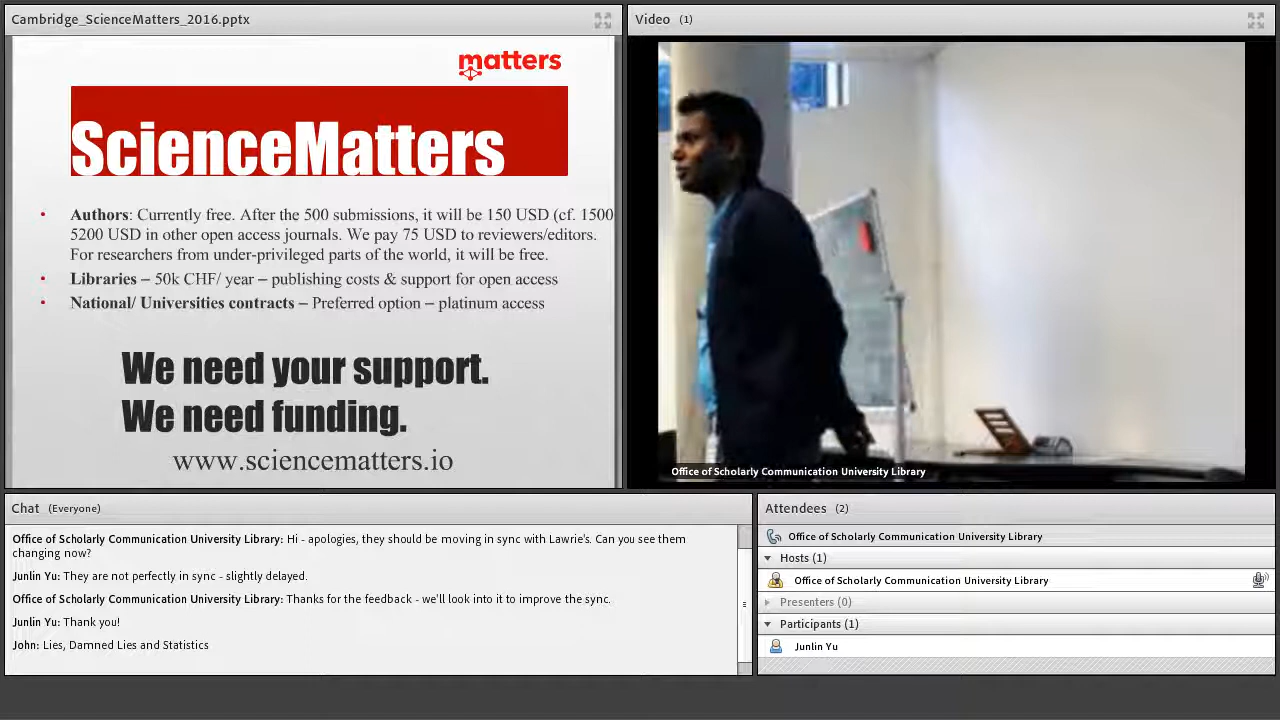 Cambridge_ScienceMatters_2016.pptx
matters
ScienceMatters
• Authors: Currently free. After the 500 submissions, it will be 150 USD (cf. 1500
5200 USD in other open access journals. We pay 75 USD to reviewers/editors.
For researchers from under-privileged parts of the world, it will be free.
• Libraries – 50k CHF/ year – publishing costs & support for open access
• National/ Universities contracts – Preferred option – platinum access
We need your support.
We need funding.
www.sciencematters.io
Video (1)
Office of Scholarly Communication University Library
Chat (Everyone)
Office of Scholarly Communication University Library: Hi - apologies, they should be moving in sync with Lawrie's. Can you see them
changing now?
Junlin Yu: They are not perfectly in sync - slightly delayed.
Office of Scholarly Communication University Library: Thanks for the feedback - we'll look into it to improve the sync.
Junlin Yu: Thank you!
John: Lies, Damned Lies and Statistics
Attendees (2)
Office of Scholarly Communication University Library
Hosts (1)
Office of Scholarly Communication University Library
Presenters (0)
Participants (1)
Junlin Yu